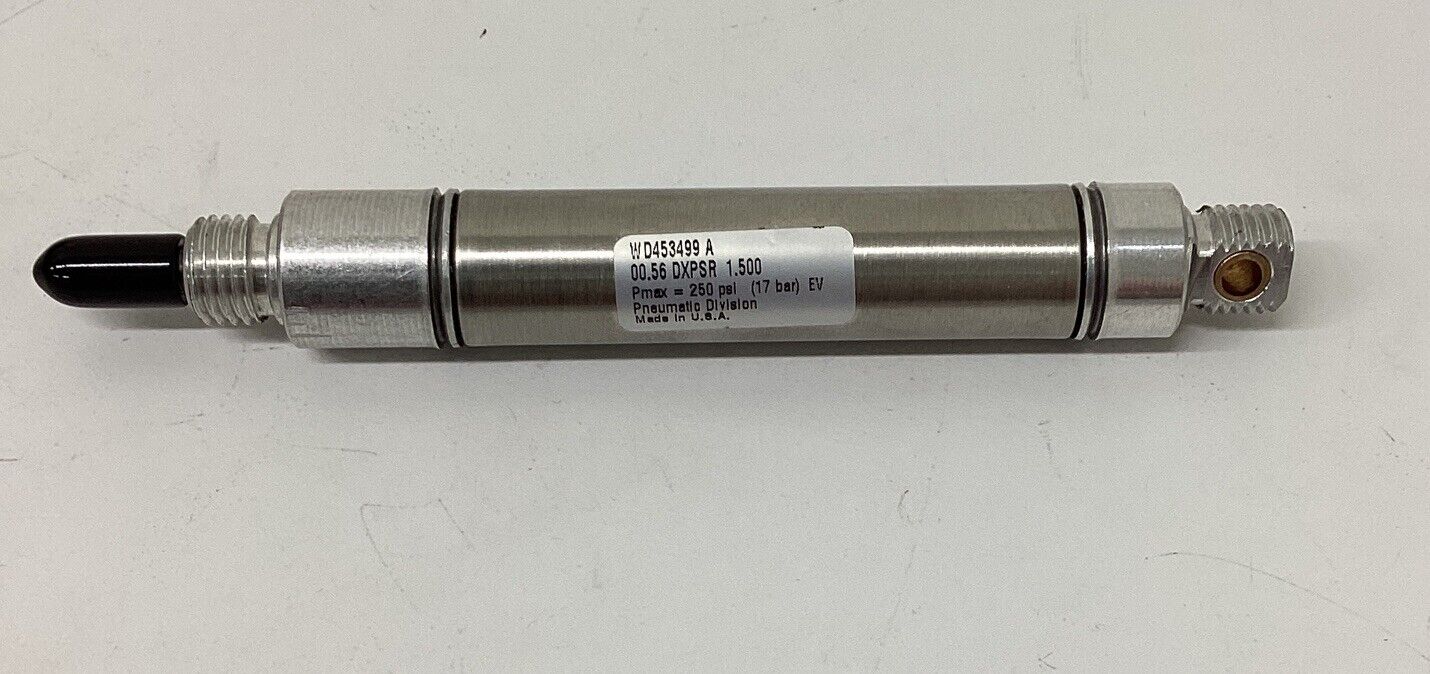 WD453499 A
00.56 DXPSR 1.500
Pmax = 250 psi (17 bar) EV
Pneumatic Division
Made in U.S.A.